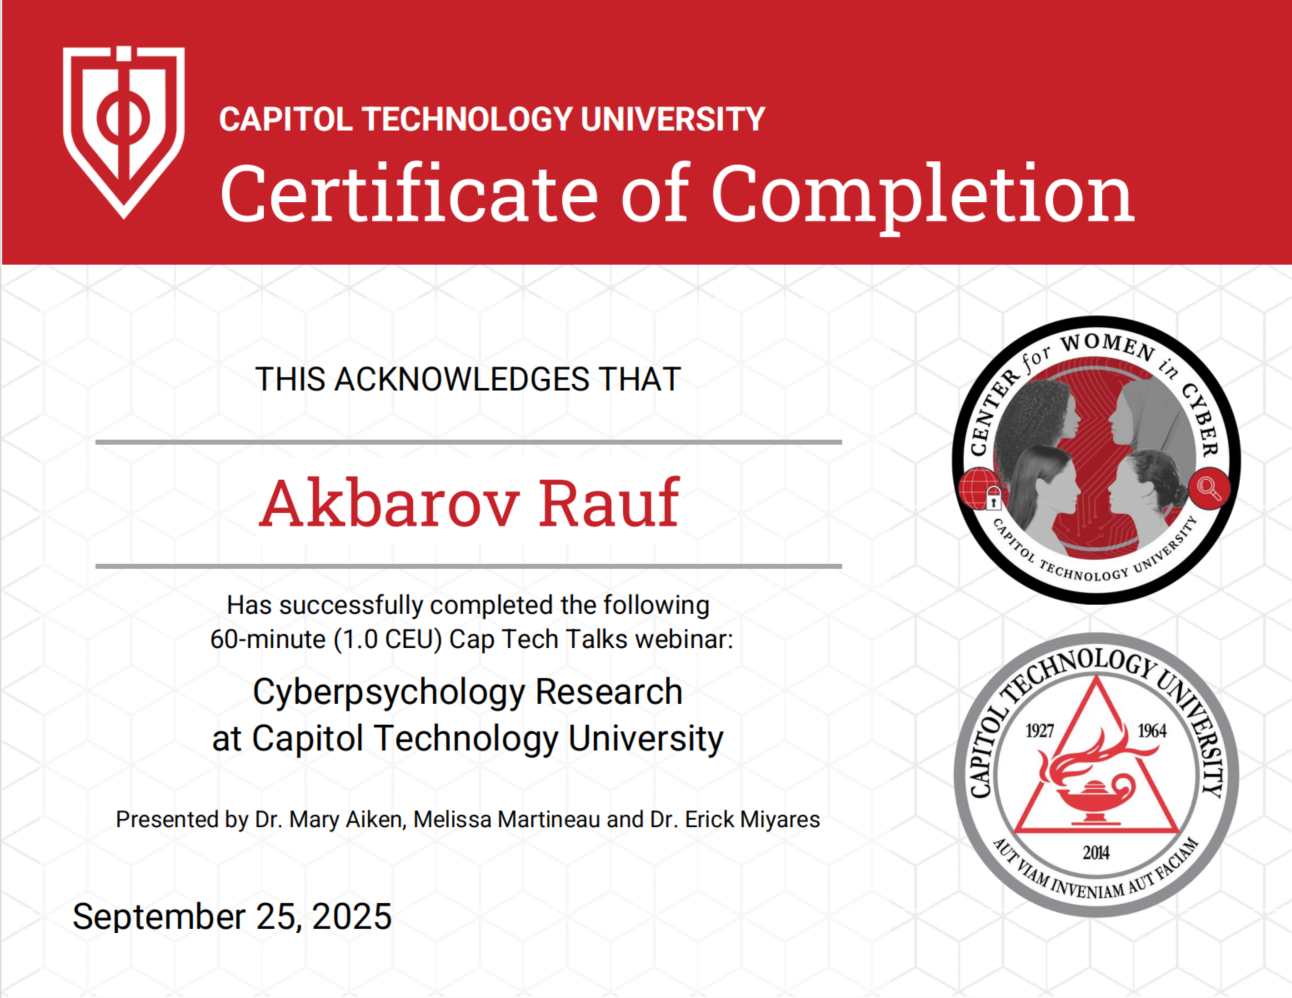 CAPITOL TECHNOLOGY UNIVERSITY
Certificate of Completion
THIS ACKNOWLEDGES THAT
Akbarov Rauf
Has successfully completed the following
60-minute (1.0 CEU) Cap Tech Talks webinar:
Cyberpsychology Research
at Capitol Technology University
Presented by Dr. Mary Aiken, Melissa Martineau and Dr. Erick Miyares
September 25, 2025
CENTER for WOMEN in CYBER
CAPITOL TECHNOLOGY UNIVERSITY
CAPITOL TECHNOLOGY UNIVERSITY
1927 1964
2014
AUT VIAM INVENIAM AUT FACIAM